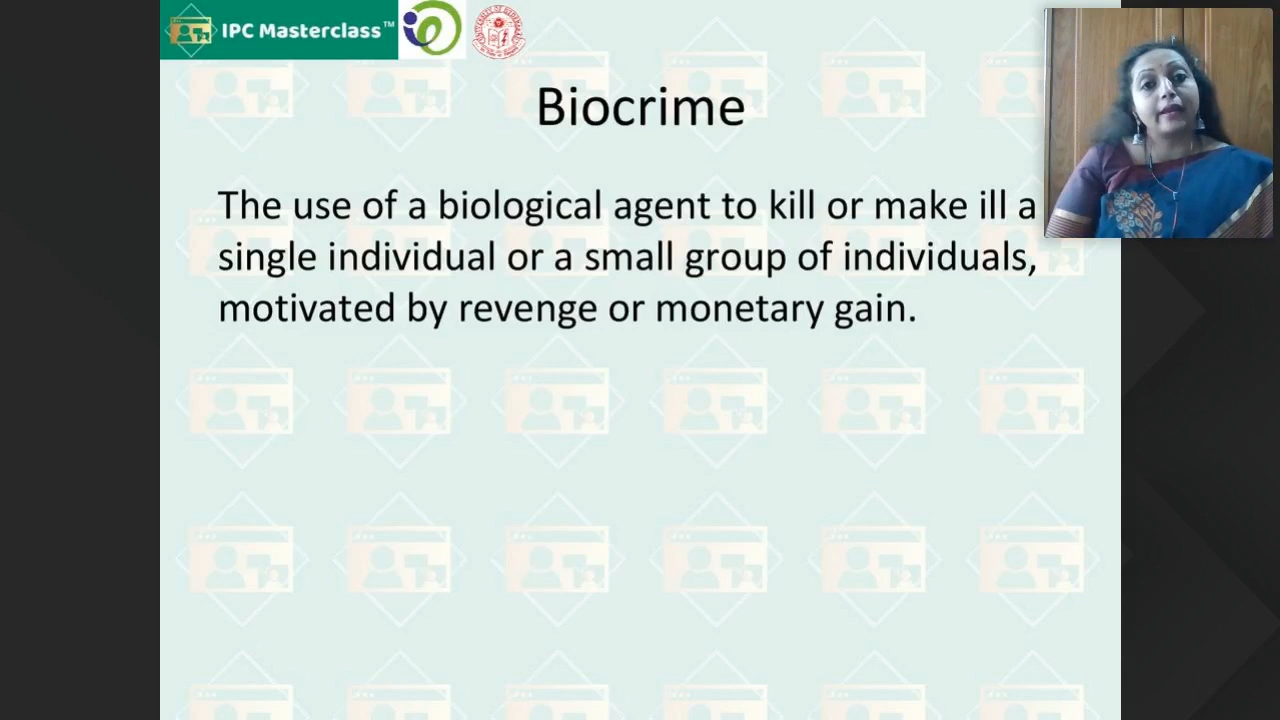 IPC Masterclass™
Biocrime
The use of a biological agent to kill or make ill a
single individual or a small group of individuals,
motivated by revenge or monetary gain.